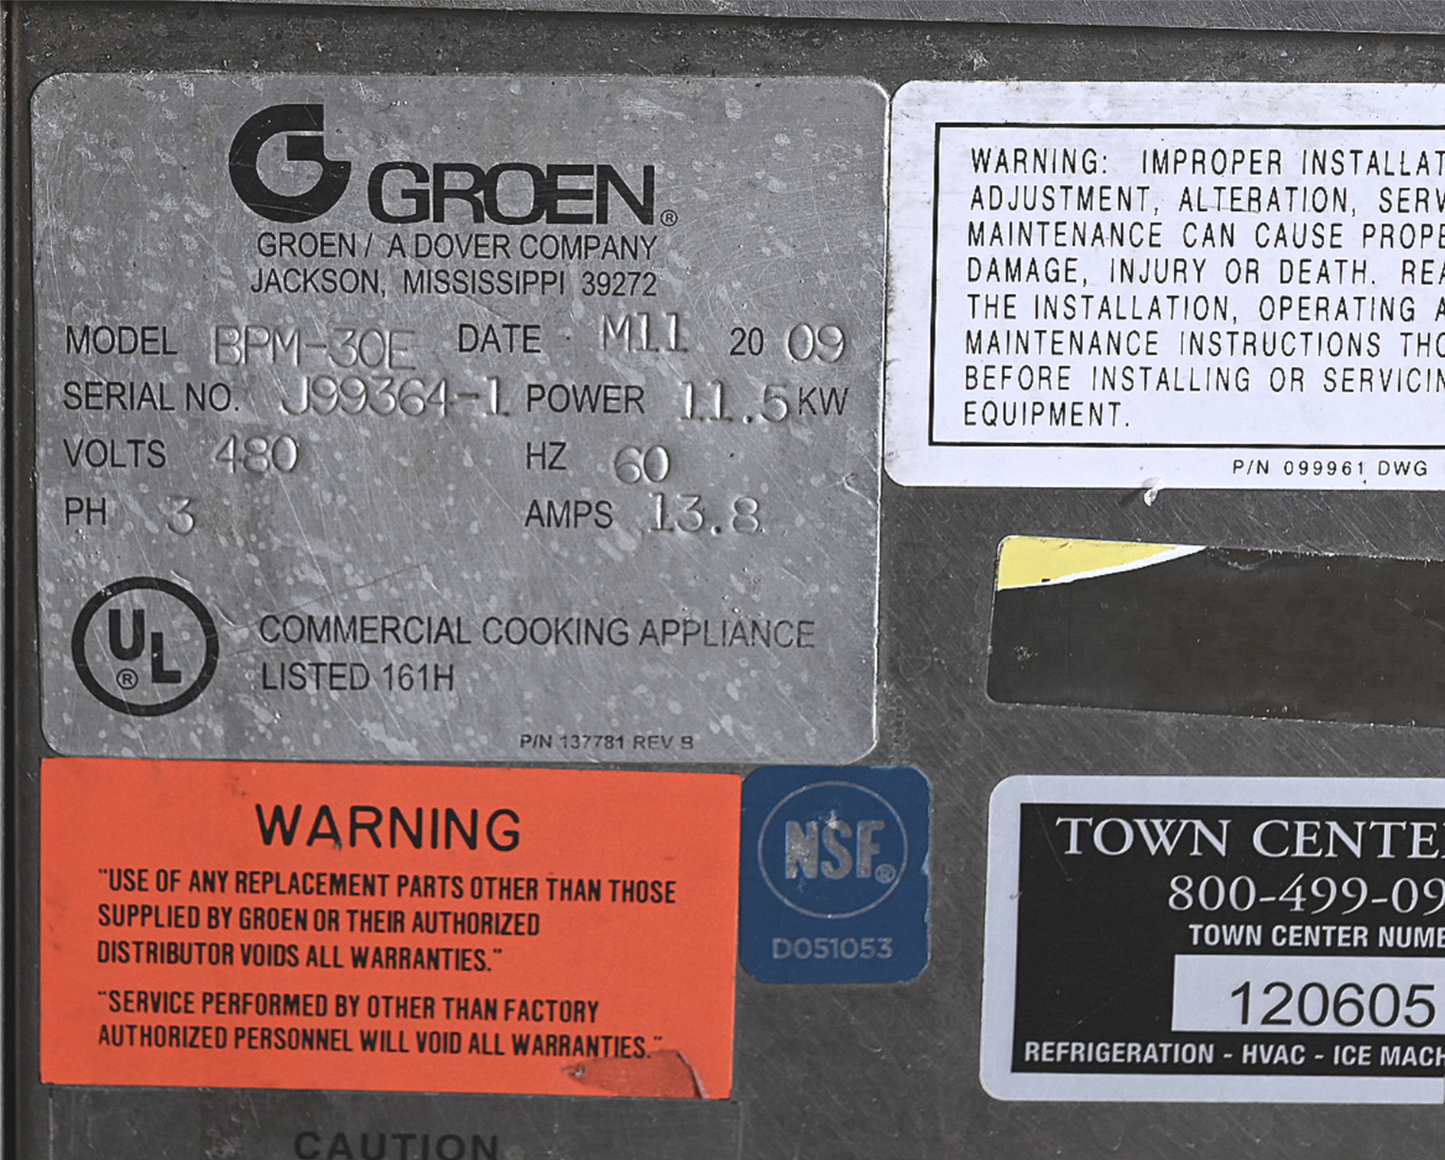 GROEN®
GROEN / A DOVER COMPANY
JACKSON, MISSISSIPPI 39272
MODEL BPM-30E DATE M11 20 09
SERIAL NO. J99364-1 POWER 11.5 KW
VOLTS 480 HZ 60
PH 3 AMPS 13.8
UL®
COMMERCIAL COOKING APPLIANCE
LISTED 161H
P/N 137781 REV B
WARNING: IMPROPER INSTALLAT
ADJUSTMENT, ALTERATION, SERV
MAINTENANCE CAN CAUSE PROPE
DAMAGE, INJURY OR DEATH. REA
THE INSTALLATION, OPERATING A
MAINTENANCE INSTRUCTIONS THO
BEFORE INSTALLING OR SERVICIN
EQUIPMENT.
P/N 099961 DWG
WARNING
"USE OF ANY REPLACEMENT PARTS OTHER THAN THOSE
SUPPLIED BY GROEN OR THEIR AUTHORIZED
DISTRIBUTOR VOIDS ALL WARRANTIES."
"SERVICE PERFORMED BY OTHER THAN FACTORY
AUTHORIZED PERSONNEL WILL VOID ALL WARRANTIES."
NSF®
D051053
TOWN CENTE
800-499-09
TOWN CENTER NUMB
120605
REFRIGERATION - HVAC - ICE MACH
CAUTION